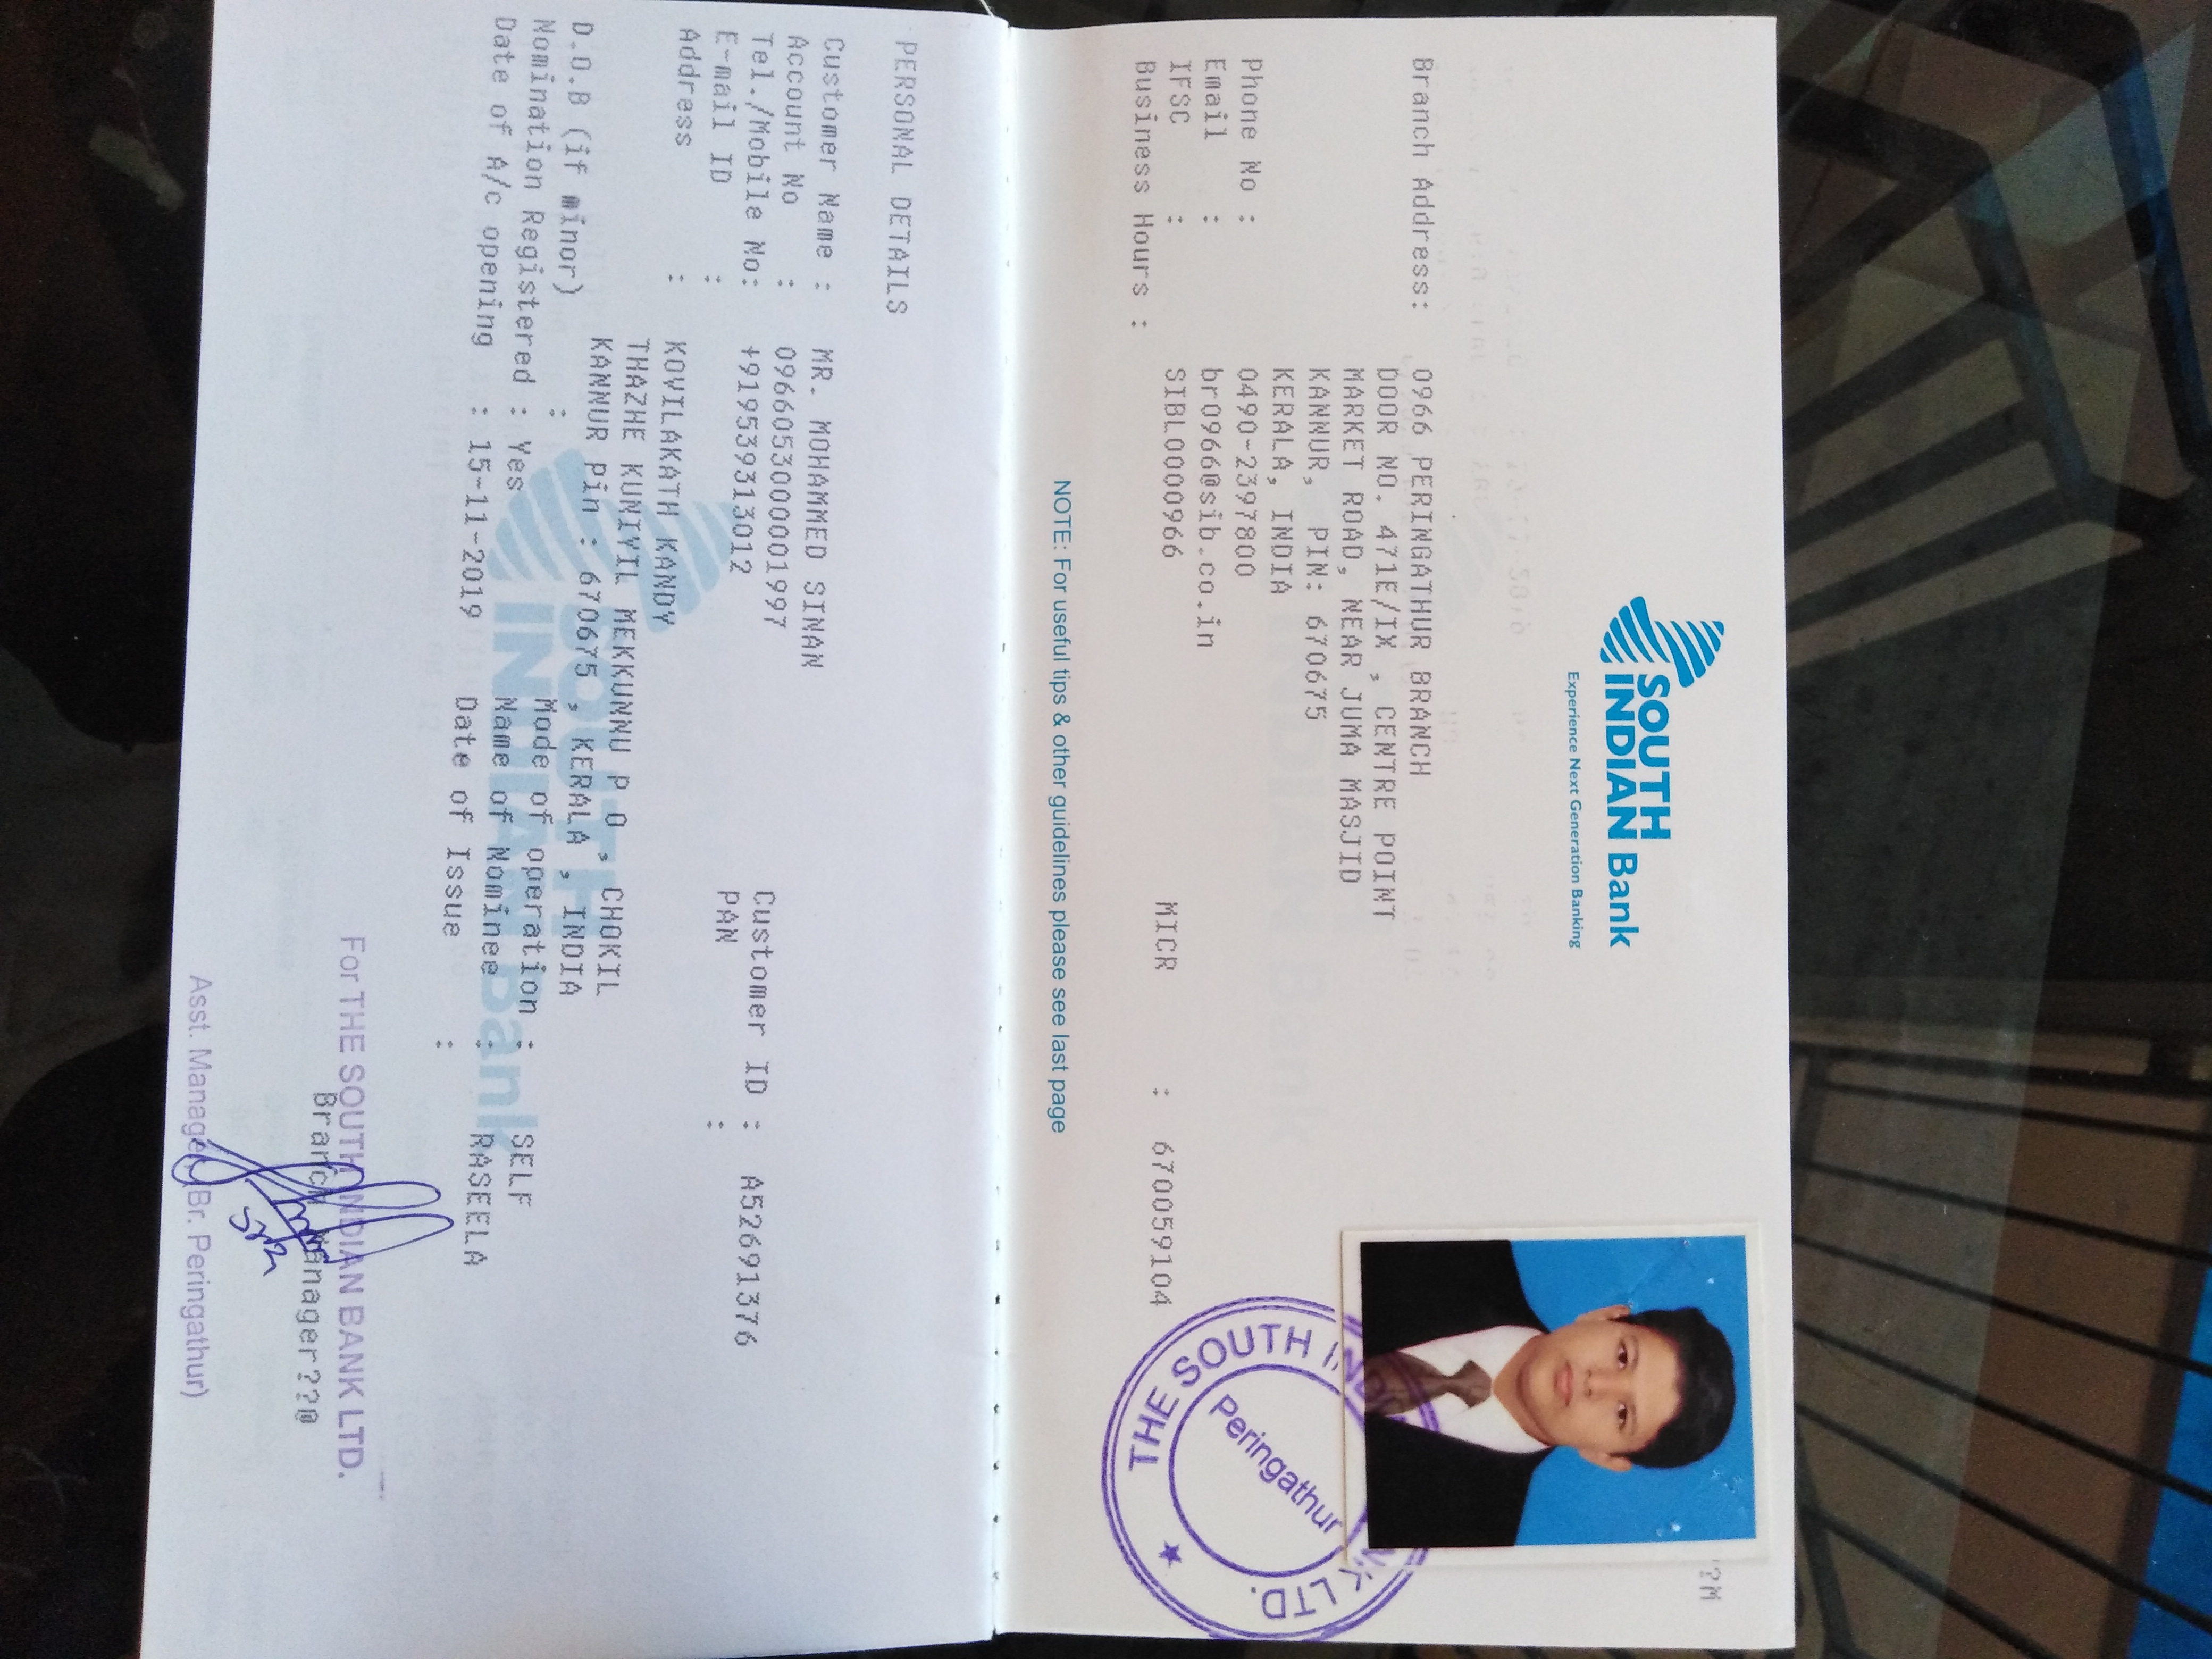 SOUTH
INDIAN Bank
Experience Next Generation Banking
?M
Branch Address: 0966 PERINGATHUR BRANCH
DOOR NO. 471E/IX , CENTRE POINT
MARKET ROAD, NEAR JUMA MASJID
KANNUR, PIN: 670675
KERALA, INDIA
Phone No : 0490-2397800
Email : br0966@sib.co.in
IFSC : SIBL0000966 MICR : 670059104
Business Hours :
THE SOUTH INDIAN BANK LTD.
Peringathur
NOTE: For useful tips & other guidelines please see last page
PERSONAL DETAILS
Customer Name : MR. MOHAMMED SINAN
Account No : 0966053000001997 Customer ID : A52691376
Tel./Mobile No: +919539313012 PAN :
E-mail ID :
Address : KOVILAKATH KANDY
THAZHE KUNIYIL MEKKUNNU P O , CHOKIL
KANNUR Pin : 670675 , KERALA , INDIA
D.O.B (if minor) : Mode of operation : SELF
Nomination Registered : Yes Name of Nominee : RASEELA
Date of A/c opening : 15-11-2019 Date of Issue :
SOUTH
INDIAN Bank
For THE SOUTH INDIAN BANK LTD.
Branch Manager??@
Asst. Manager (Br. Peringathur)